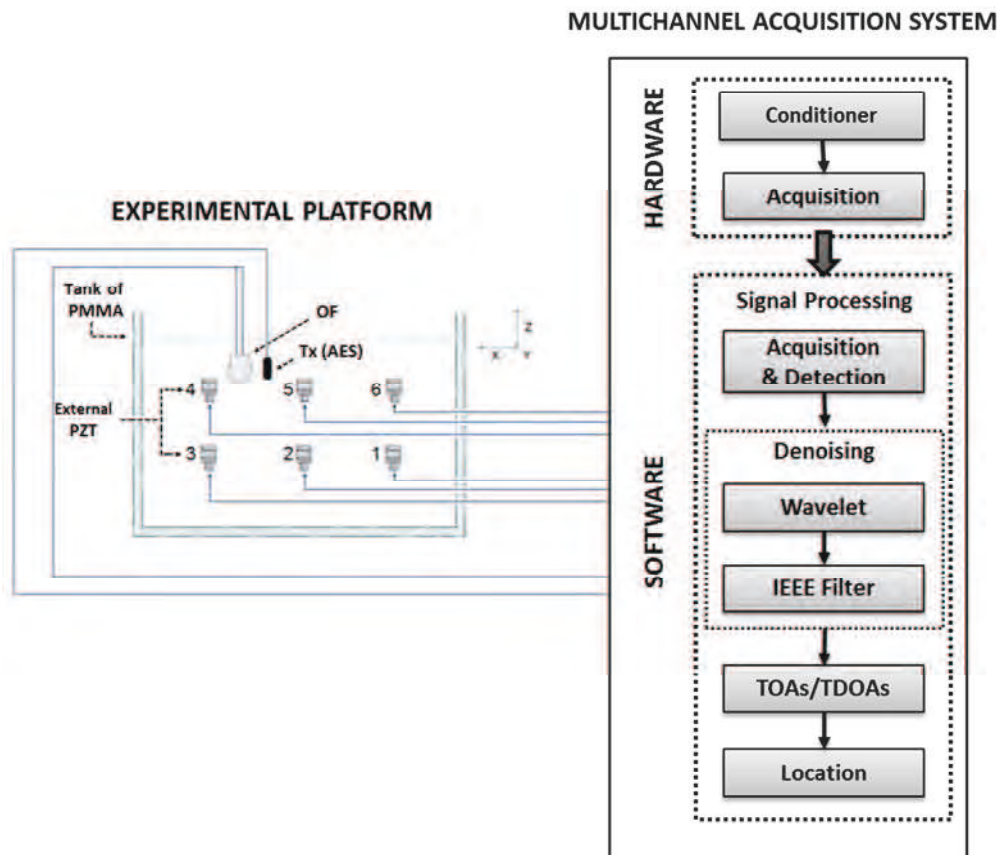 MULTICHANNEL ACQUISITION SYSTEM
HARDWARE
Conditioner
Acquisition
EXPERIMENTAL PLATFORM
Tank of
PMMA
OF
Tx (AES)
Z
X
Y
External
PZT
4
5
6
3
2
1
SOFTWARE
Signal Processing
Acquisition
& Detection
Denoising
Wavelet
IEEE Filter
TOAs/TDOAs
Location